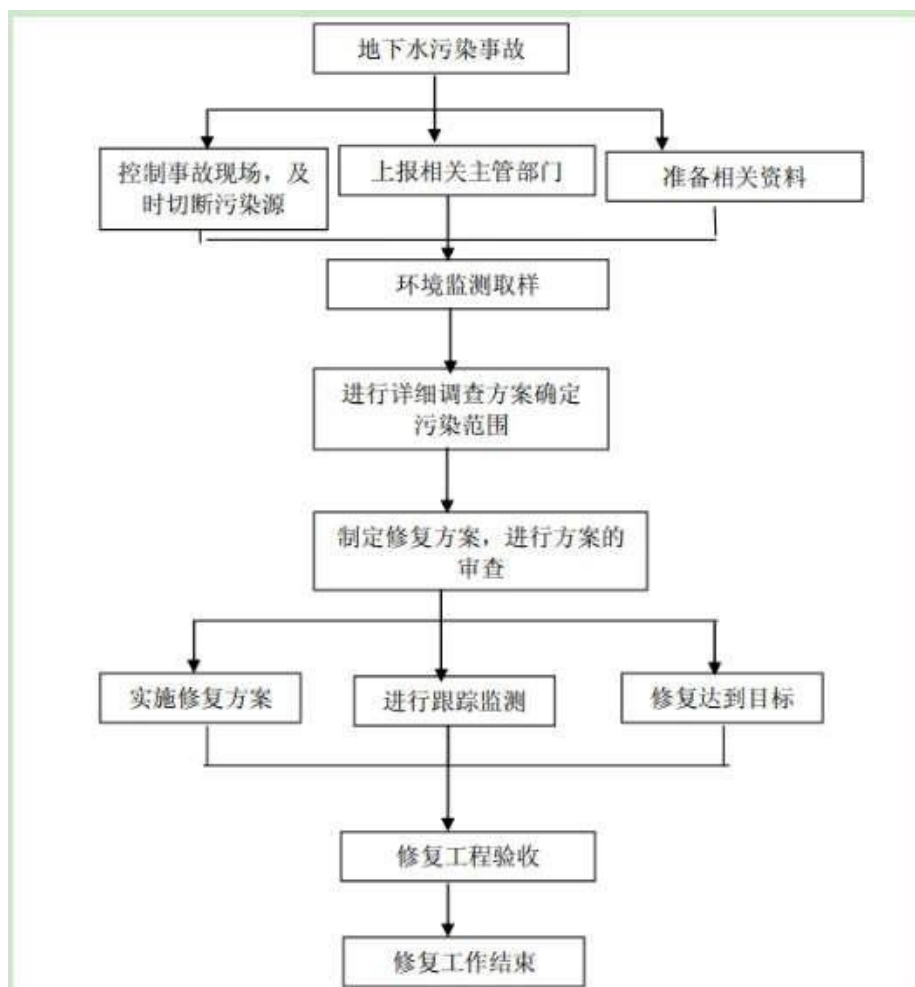 地下水污染事故
控制事故现场，及
时切断污染源
上报相关主管部门
准备相关资料
环境监测取样
进行详细调查方案确定
污染范围
制定修复方案，进行方案的
审查
实施修复方案
进行跟踪监测
修复达到目标
修复工程验收
修复工作结束